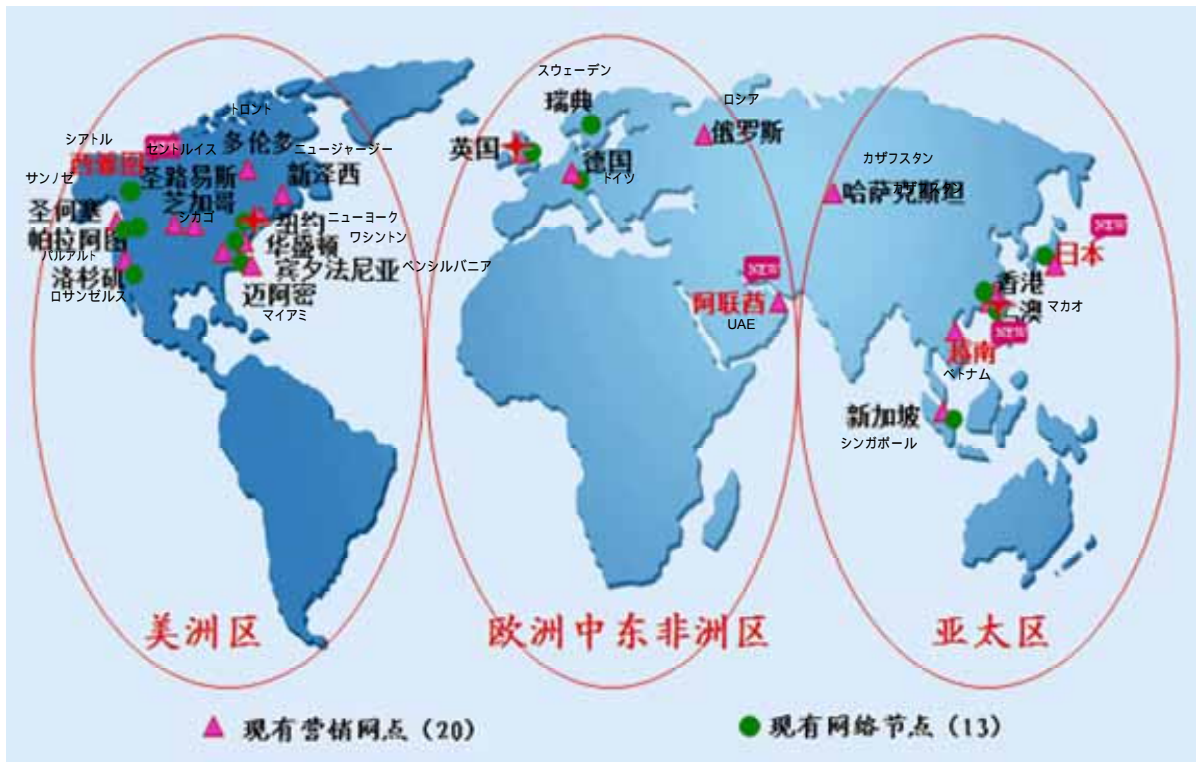 スウェーデン
瑞典
ロシア
俄罗斯
英国
德国
ドイツ
トロント
多伦多
シアトル
セントルイス
ニュージャージー
圣路易斯
新泽西
サンノゼ
芝加哥
シカゴ
圣何塞
纽约
ニューヨーク
帕拉阿图
华盛顿
ワシントン
パルアルト
洛杉矶
宾夕法尼亚
ペンシルバニア
ロサンゼルス
迈阿密
マイアミ
カザフスタン
哈萨克斯坦
NEW
日本
NEW
阿联酋
UAE
香港
澳
マカオ
NEW
越南
ベトナム
新加坡
シンガポール
美洲区
欧洲中东非洲区
亚太区
现有营销网点（20）
现有网络节点（13）